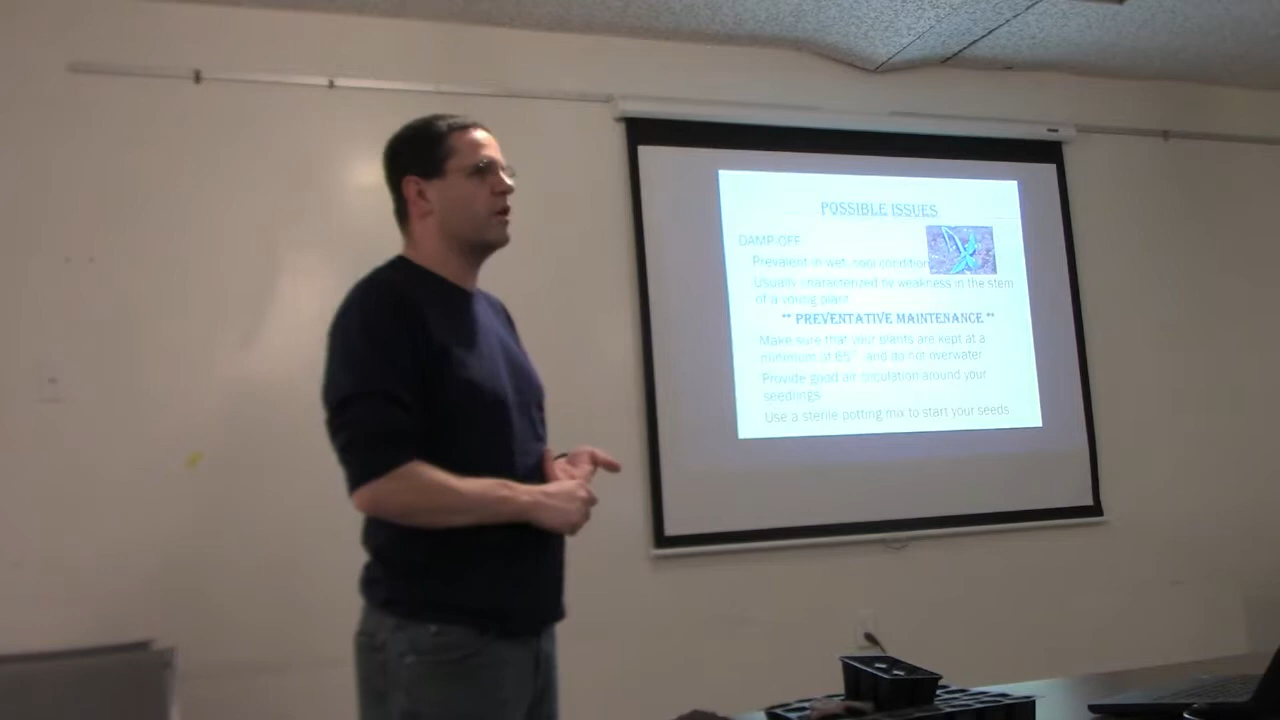 POSSIBLE ISSUES
DAMP OFF:
Prevalent in wet, cool condition
Usually characterized by weakness in the stem
of a young plant
** PREVENTATIVE MAINTENANCE **
Make sure that your plants are kept at a
minimum of 65° and do not overwater
Provide good air circulation around your
seedlings
Use a sterile potting mix to start your seeds